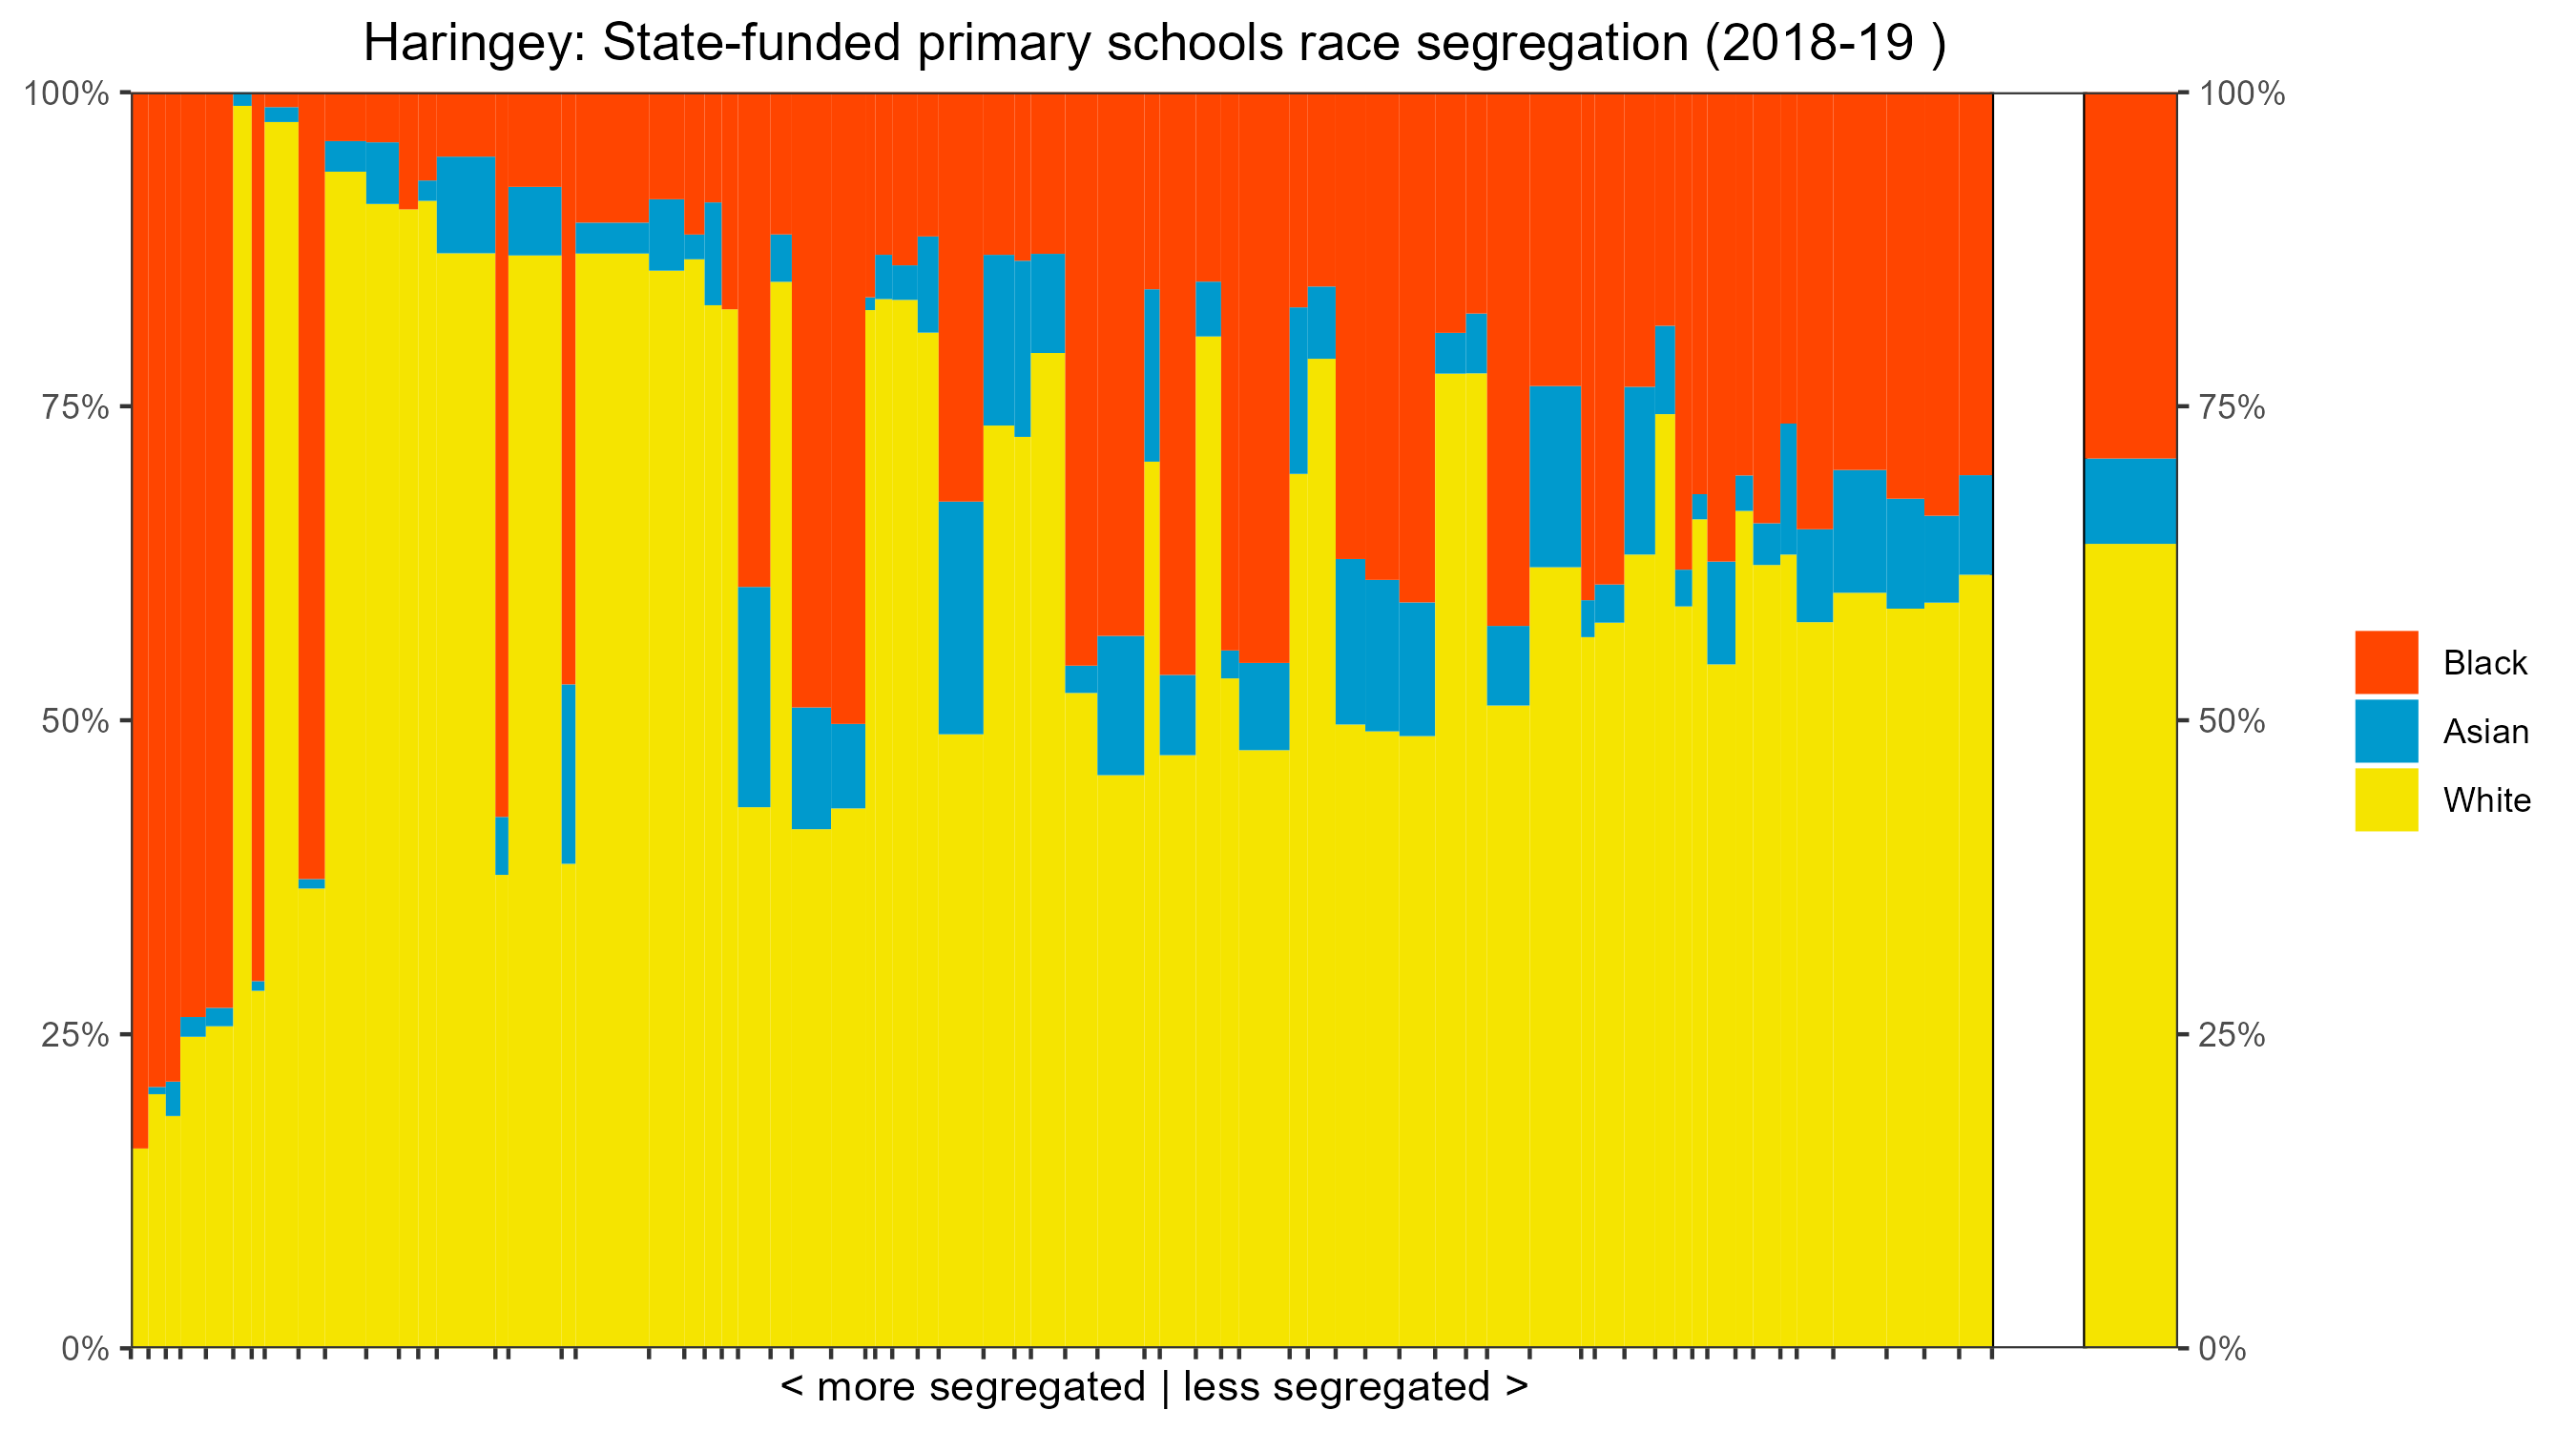 Haringey: State-funded primary schools race segregation (2018-19 )
100%
75%
50%
25%
0%
100%
75%
50%
25%
0%
< more segregated | less segregated >
Black
Asian
White